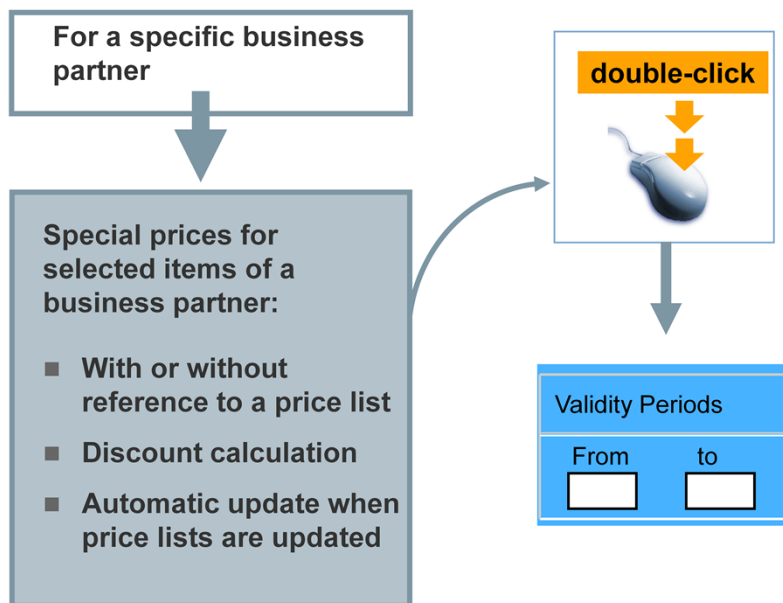 For a specific business
partner
Special prices for
selected items of a
business partner:
With or without
reference to a price list
Discount calculation
Automatic update when
price lists are updated
double-click
Validity Periods
From to